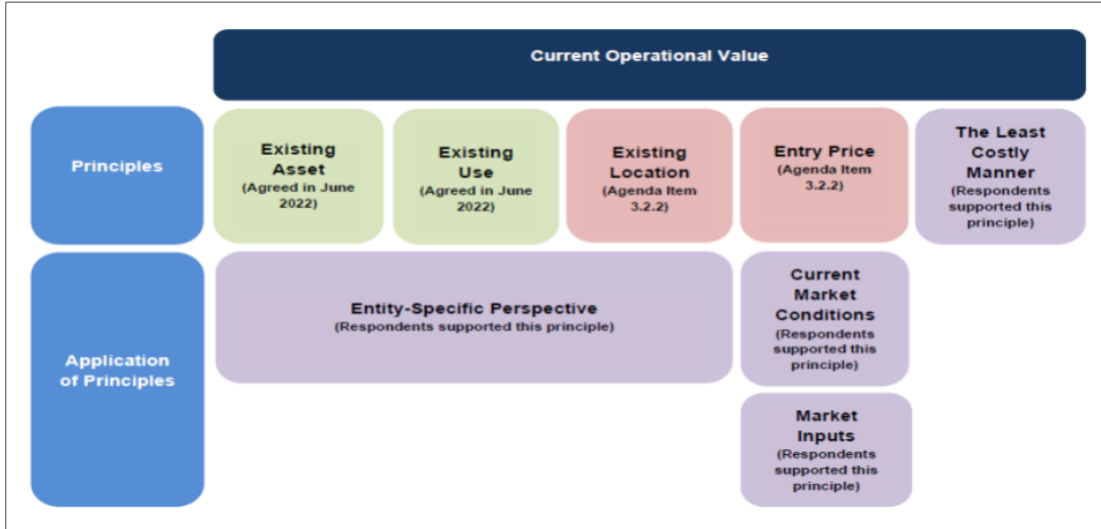 Current Operational Value
Principles
Existing
Asset
(Agreed in June
2022)
Existing
Use
(Agreed in June
2022)
Existing
Location
(Agenda Item
3.2.2)
Entry Price
(Agenda Item
3.2.2)
The Least
Costly
Manner
(Respondents
supported this
principle)
Application
of Principles
Entity-Specific Perspective
(Respondents supported this principle)
Current
Market
Conditions
(Respondents
supported this
principle)
Market
Inputs
(Respondents
supported this
principle)